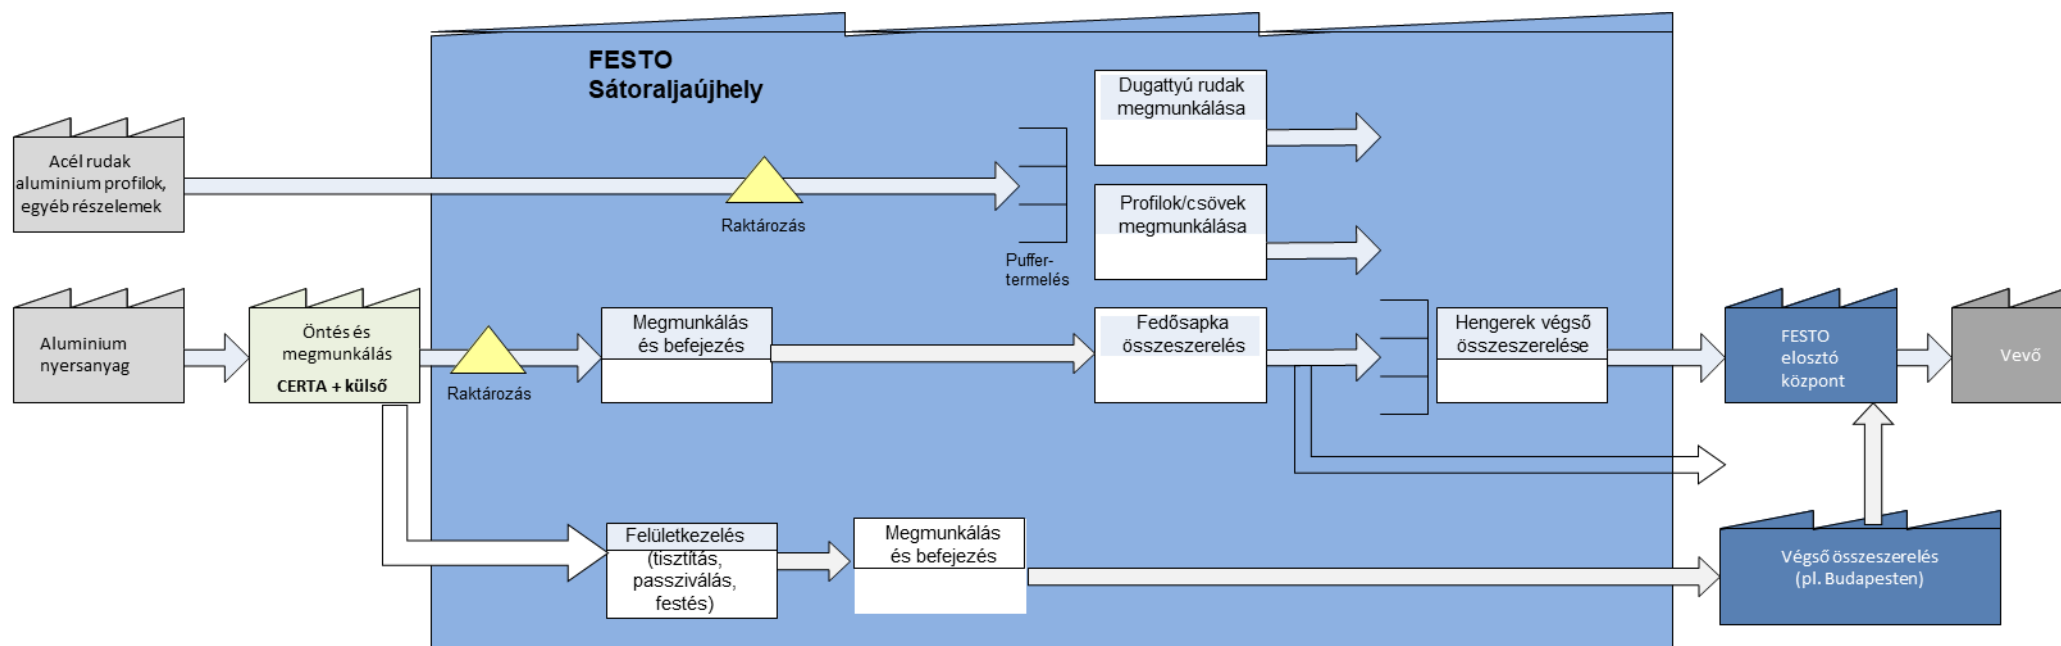 FESTO
Sátoraljaújhely
Dugattyú rudak
megmunkálása
Acél rudak
aluminium profilok,
egyéb részelemek
Raktározás
Profilok/csövek
megmunkálása
Puffer-
termelés
Aluminium
nyersanyag
Öntés és
megmunkálás
CERTA + külső
Raktározás
Megmunkálás
és befejezés
Fedősapka
összeszerelés
Hengerek végső
összeszerelése
FESTO
elosztó
központ
Vevő
Felületkezelés
(tisztítás,
passziválás,
festés)
Megmunkálás
és befejezés
Végső összeszerelés
(pl. Budapesten)